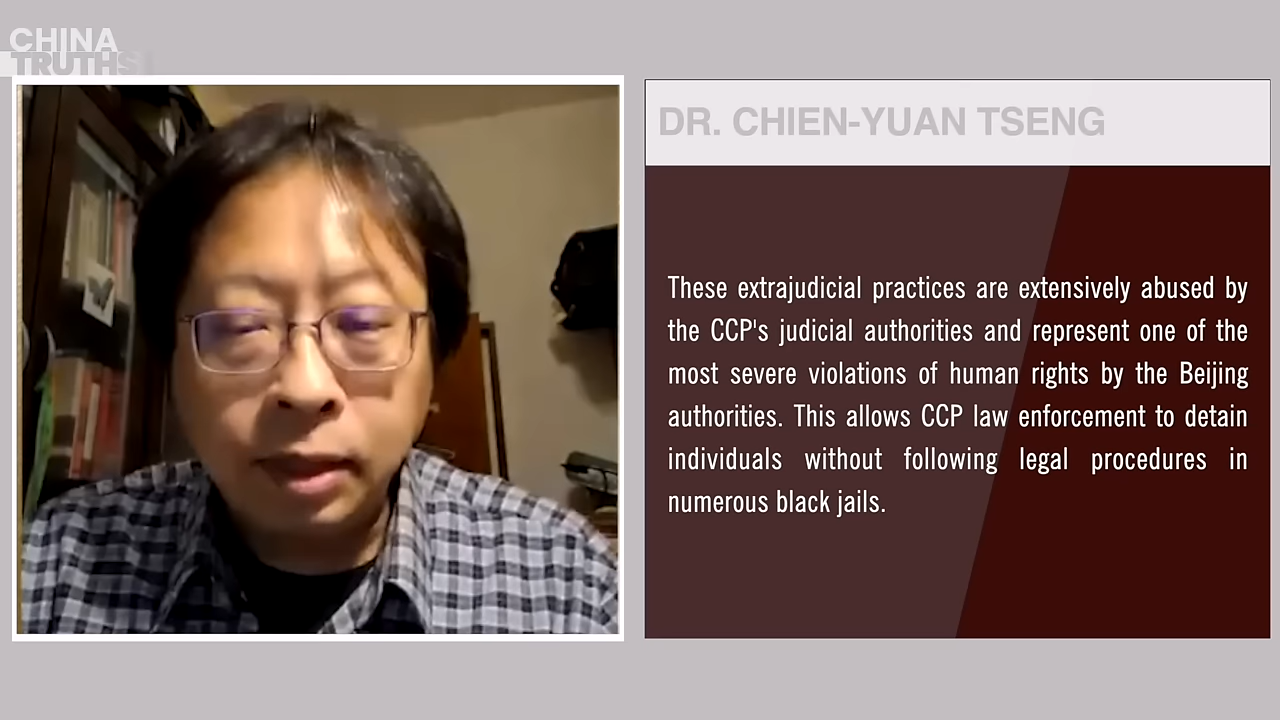 CHINA
TRUTHS
DR. CHIEN-YUAN TSENG
These extrajudicial practices are extensively abused by
the CCP's judicial authorities and represent one of the
most severe violations of human rights by the Beijing
authorities. This allows CCP law enforcement to detain
individuals without following legal procedures in
numerous black jails.